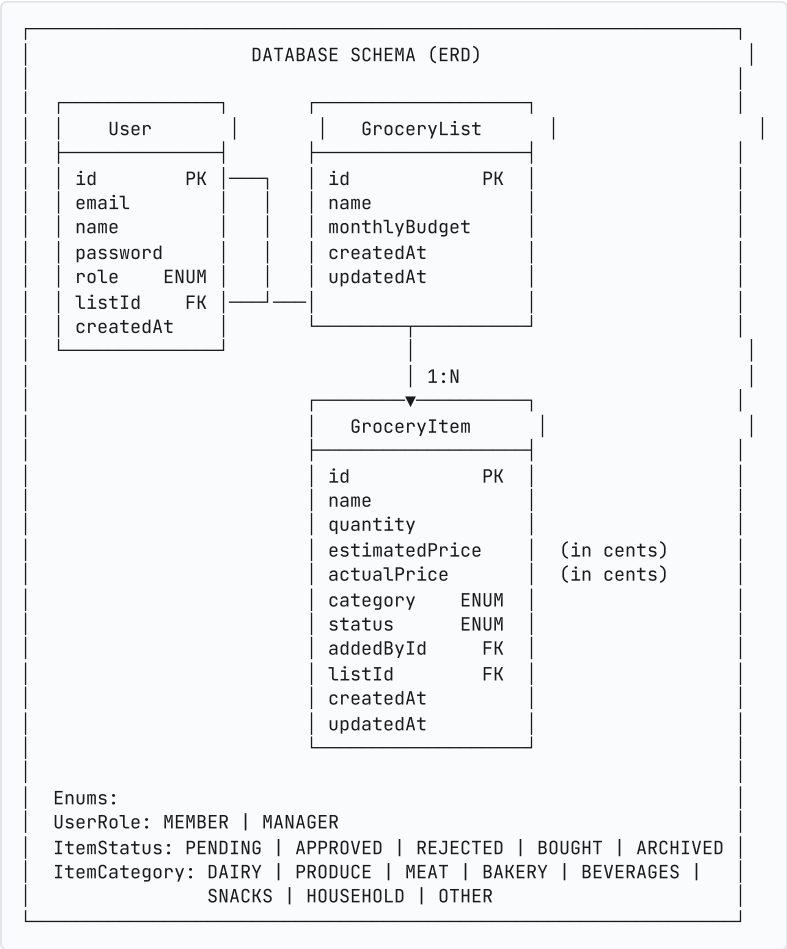 DATABASE SCHEMA (ERD)
User
id PK
email
name
password
role ENUM
listId FK
createdAt
GroceryList
id PK
name
monthlyBudget
createdAt
updatedAt
1:N
GroceryItem
id PK
name
quantity
estimatedPrice (in cents)
actualPrice (in cents)
category ENUM
status ENUM
addedById FK
listId FK
createdAt
updatedAt
Enums:
UserRole: MEMBER | MANAGER
ItemStatus: PENDING | APPROVED | REJECTED | BOUGHT | ARCHIVED
ItemCategory: DAIRY | PRODUCE | MEAT | BAKERY | BEVERAGES |
SNACKS | HOUSEHOLD | OTHER